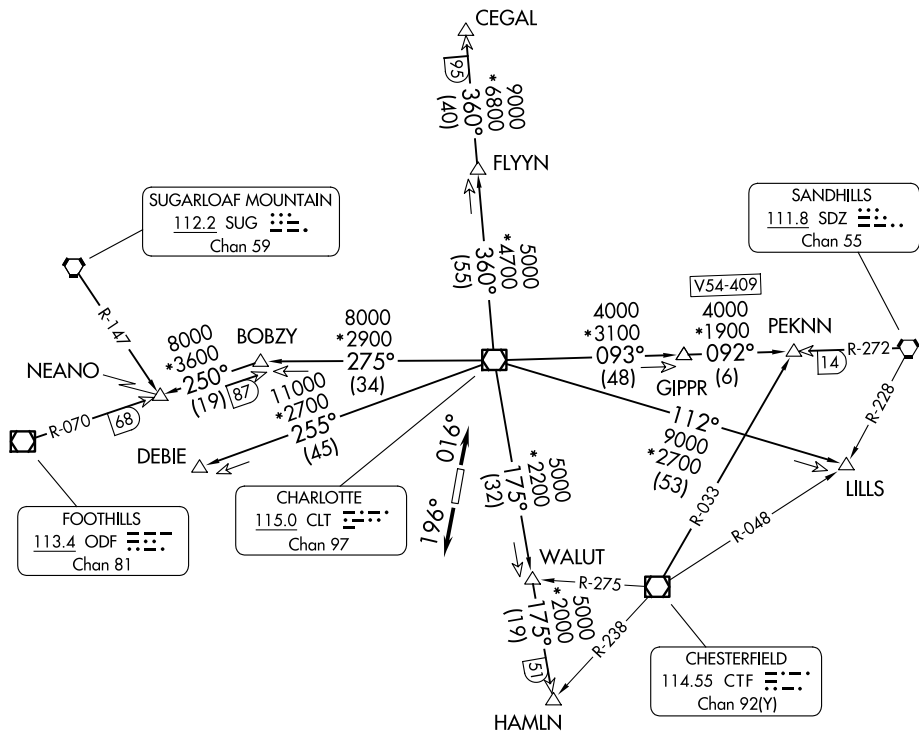 CEGAL
95
360°
(40)
9000
*6800
FLYYN
SUGARLOAF MOUNTAIN
112.2 SUG
Chan 59
SANDHILLS
111.8 SDZ
Chan 55
5000
*4700
360°
(55)
R-147
V54-409
NEANO
8000
*3600
250°
(19)
BOBZY
87
8000
*2900
275°
(34)
4000
*3100
093°
(48)
GIPPR
4000
*1900
092°
(6)
PEKNN
14
R-272
R-228
R-070
68
DEBIE
11000
*2700
255°
(45)
112°
9000
*2700
(53)
LILLS
016°
196°
FOOTHILLS
113.4 ODF
Chan 81
CHARLOTTE
115.0 CLT
Chan 97
5000
*2200
175°
(32)
R-033
R-048
WALUT
R-275
5000
*2000
175°
(19)
51
R-238
HAMLN
CHESTERFIELD
114.55 CTF
Chan 92(Y)